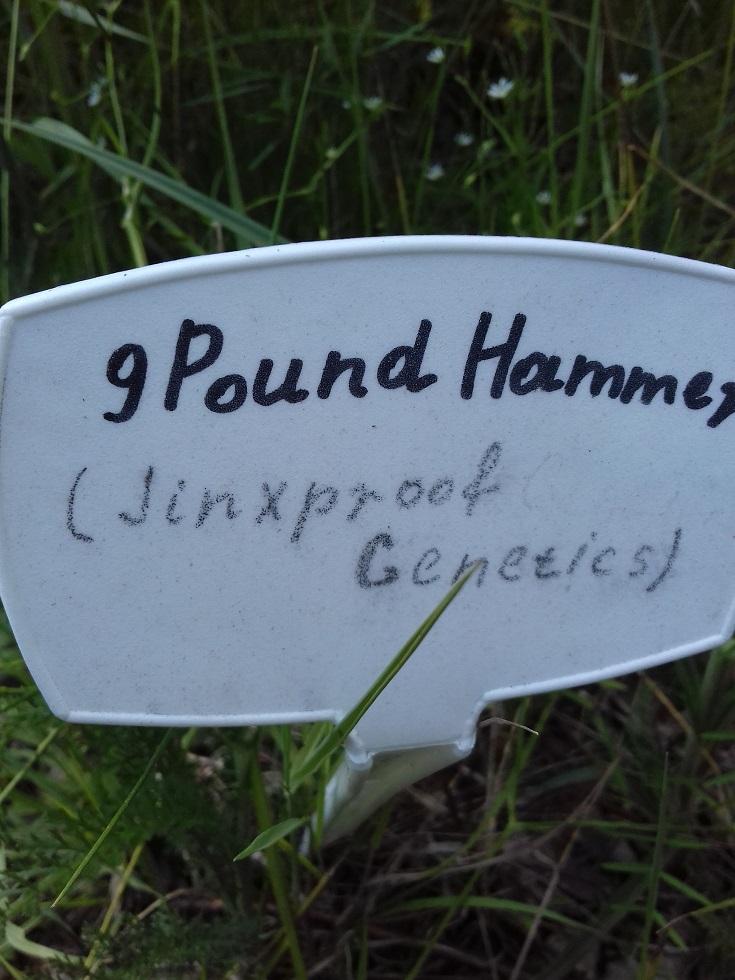 9 Pound Hammer
(Jinxproof
Genetics)